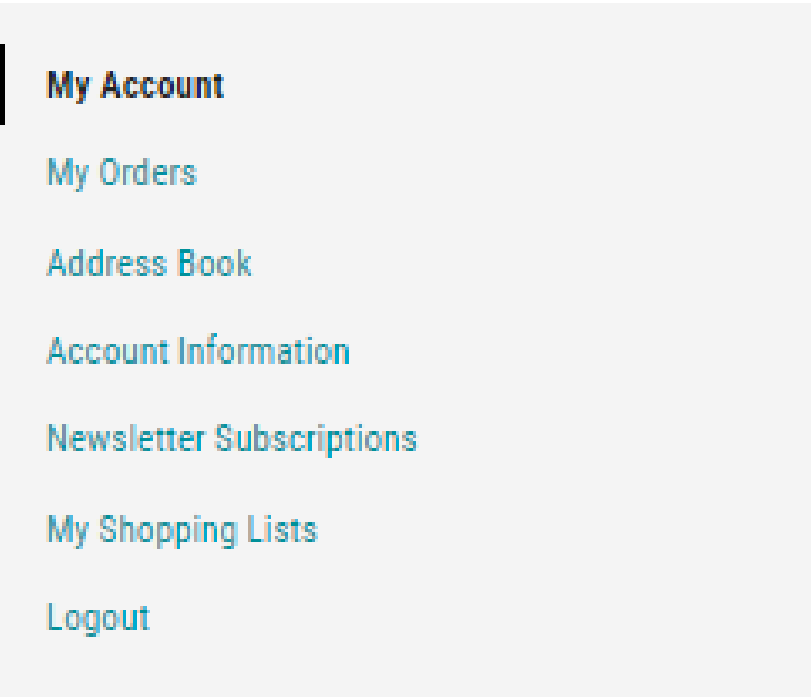 My Account
My Orders
Address Book
Account Information
Newsletter Subscriptions
My Shopping Lists
Logout